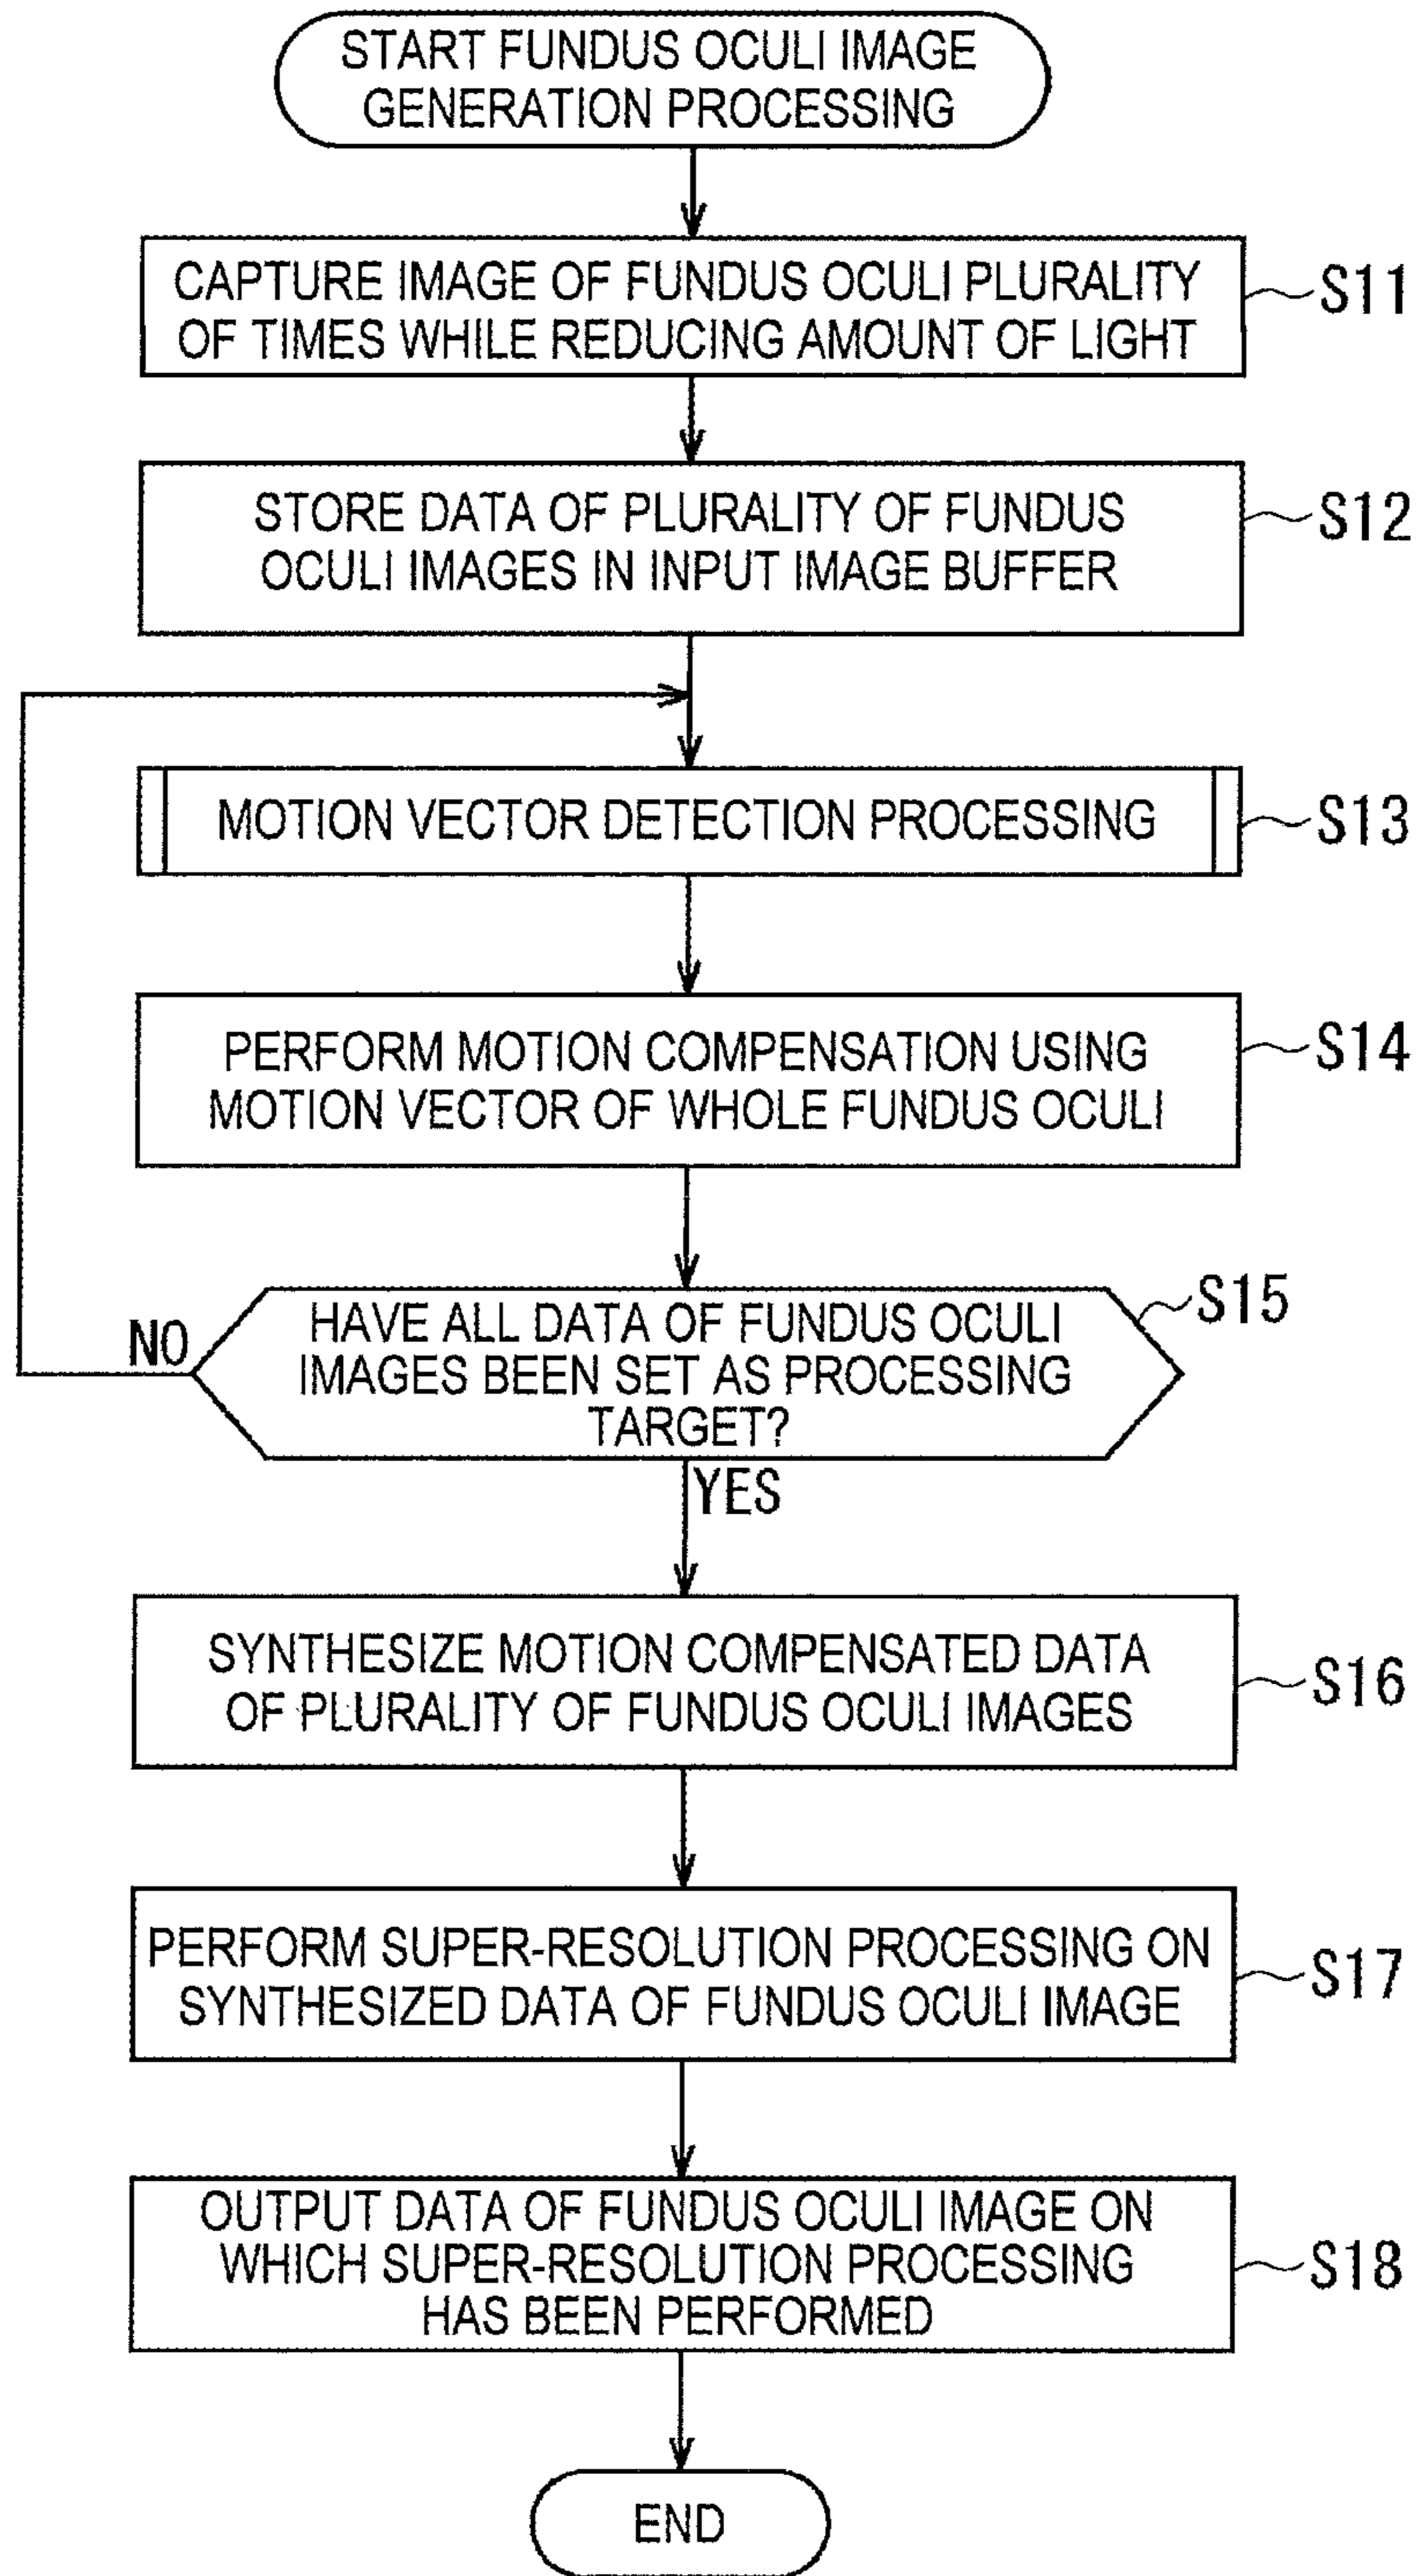 START FUNDUS OCULI IMAGE
GENERATION PROCESSING
CAPTURE IMAGE OF FUNDUS OCULI PLURALITY
OF TIMES WHILE REDUCING AMOUNT OF LIGHT
S11
STORE DATA OF PLURALITY OF FUNDUS
OCULI IMAGES IN INPUT IMAGE BUFFER
S12
MOTION VECTOR DETECTION PROCESSING
S13
PERFORM MOTION COMPENSATION USING
MOTION VECTOR OF WHOLE FUNDUS OCULI
S14
HAVE ALL DATA OF FUNDUS OCULI
IMAGES BEEN SET AS PROCESSING
TARGET?
S15
NO
YES
SYNTHESIZE MOTION COMPENSATED DATA
OF PLURALITY OF FUNDUS OCULI IMAGES
S16
PERFORM SUPER-RESOLUTION PROCESSING ON
SYNTHESIZED DATA OF FUNDUS OCULI IMAGE
S17
OUTPUT DATA OF FUNDUS OCULI IMAGE ON
WHICH SUPER-RESOLUTION PROCESSING
HAS BEEN PERFORMED
S18
END